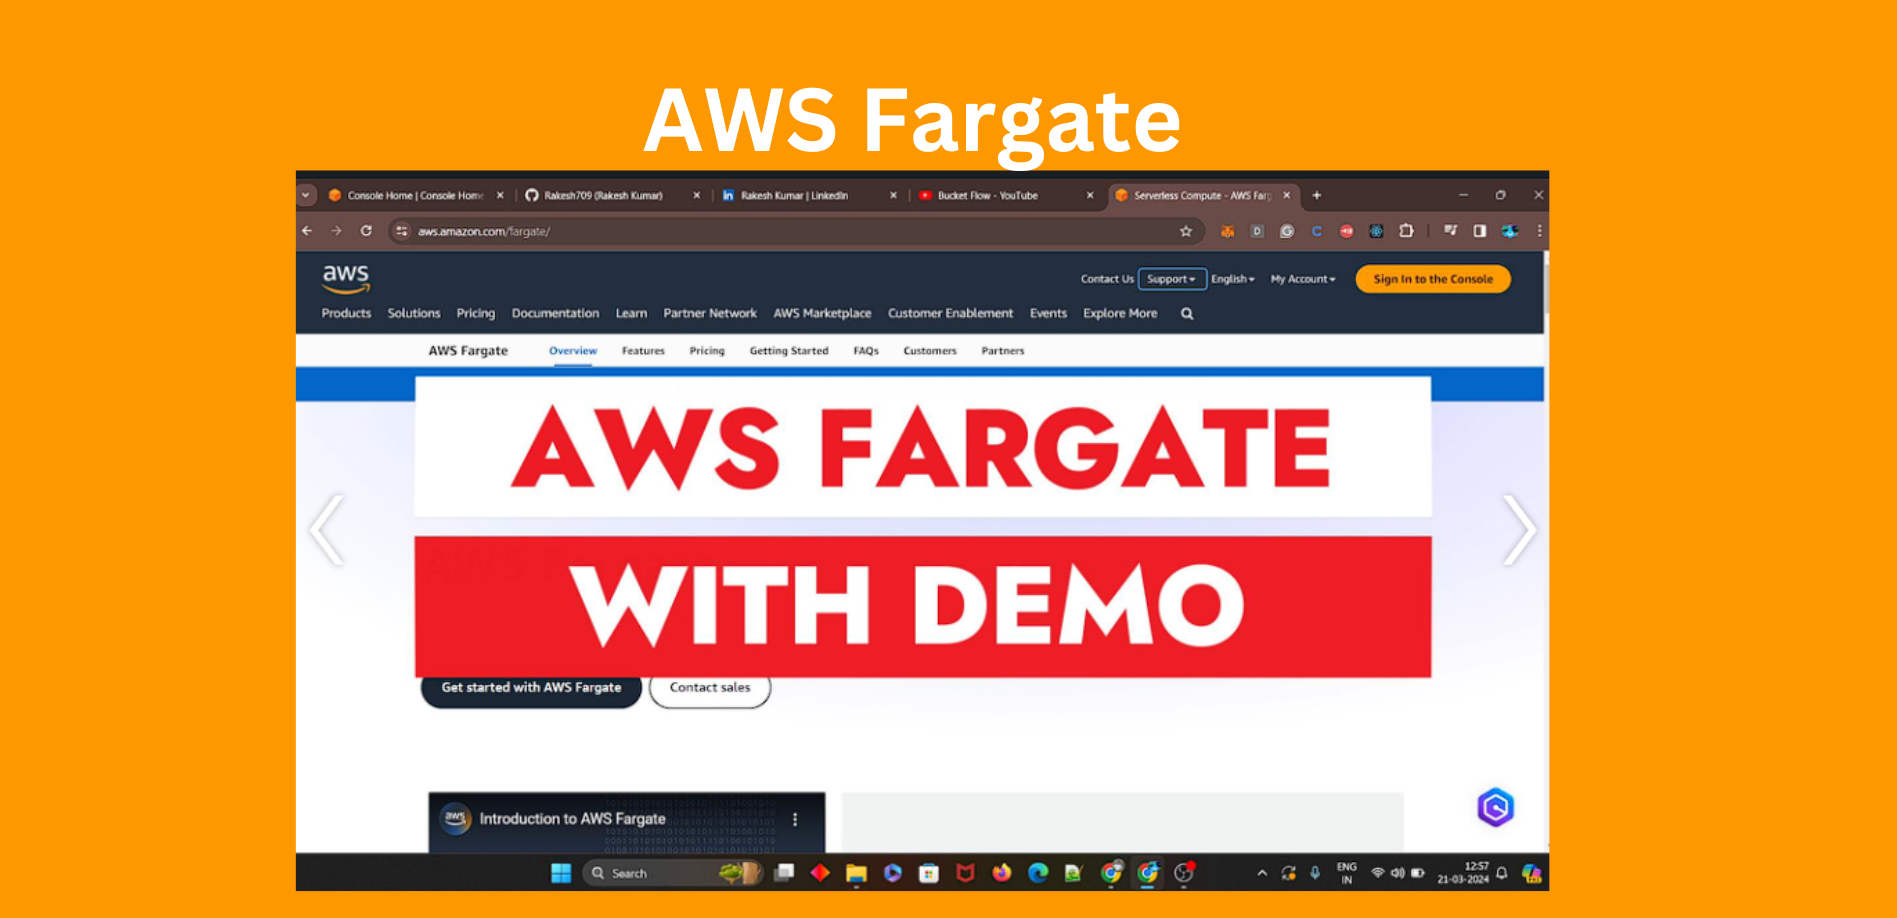 AWS Fargate
Console Home | Console Home
Rakesh709 (Rakesh Kumar)
Rakesh Kumar | LinkedIn
Bucket Flow - YouTube
Serverless Compute - AWS Farg
aws.amazon.com/fargate/
aws
Contact Us Support English My Account Sign In to the Console
Products Solutions Pricing Documentation Learn Partner Network AWS Marketplace Customer Enablement Events Explore More
AWS Fargate Overview Features Pricing Getting Started FAQs Customers Partners
AWS FARGATE
WITH DEMO
Get started with AWS Fargate Contact sales
aws Introduction to AWS Fargate
Search
ENG
IN
12:57
21-03-2024